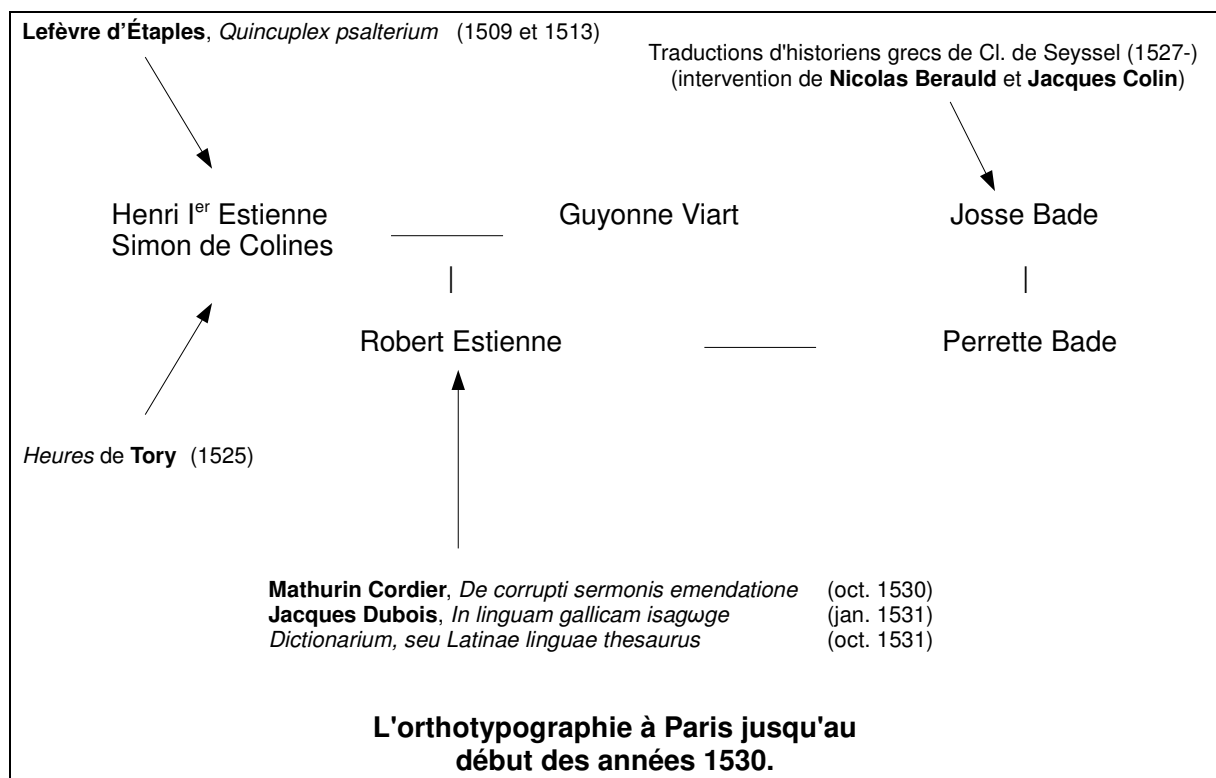 Lefèvre d’Étaples, Quincuplex psalterium (1509 et 1513)
Traductions d'historiens grecs de Cl. de Seyssel (1527-)
(intervention de Nicolas Berauld et Jacques Colin)
Henri Ier Estienne
Simon de Colines
Guyonne Viart
Josse Bade
Robert Estienne
Perrette Bade
Heures de Tory (1525)
Mathurin Cordier, De corrupti sermonis emendatione (oct. 1530)
Jacques Dubois, In linguam gallicam isagωge (jan. 1531)
Dictionarium, seu Latinae linguae thesaurus (oct. 1531)
L'orthotypographie à Paris jusqu'au
début des années 1530.